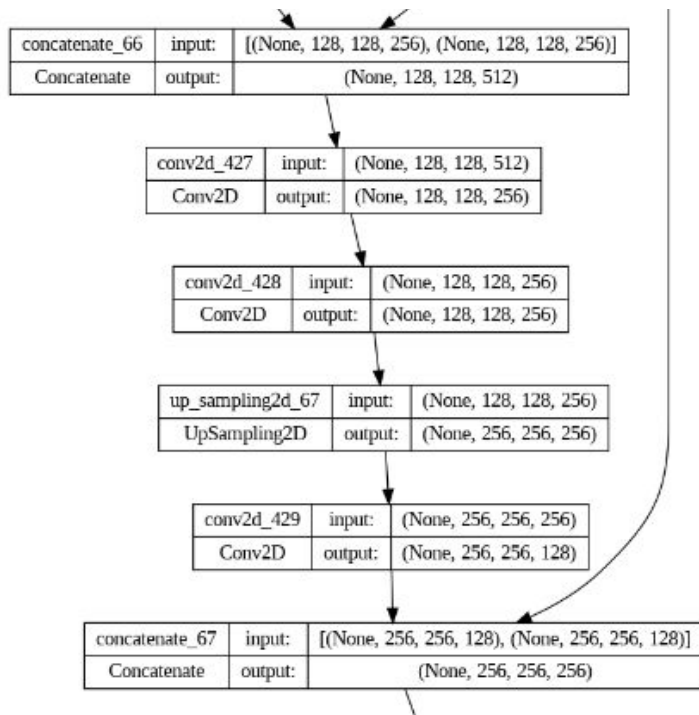 concatenate_66 input: [(None, 128, 128, 256), (None, 128, 128, 256)]
Concatenate output: (None, 128, 128, 512)
conv2d_427 input: (None, 128, 128, 512)
Conv2D output: (None, 128, 128, 256)
conv2d_428 input: (None, 128, 128, 256)
Conv2D output: (None, 128, 128, 256)
up_sampling2d_67 input: (None, 128, 128, 256)
UpSampling2D output: (None, 256, 256, 256)
conv2d_429 input: (None, 256, 256, 256)
Conv2D output: (None, 256, 256, 128)
concatenate_67 input: [(None, 256, 256, 128), (None, 256, 256, 128)]
Concatenate output: (None, 256, 256, 256)